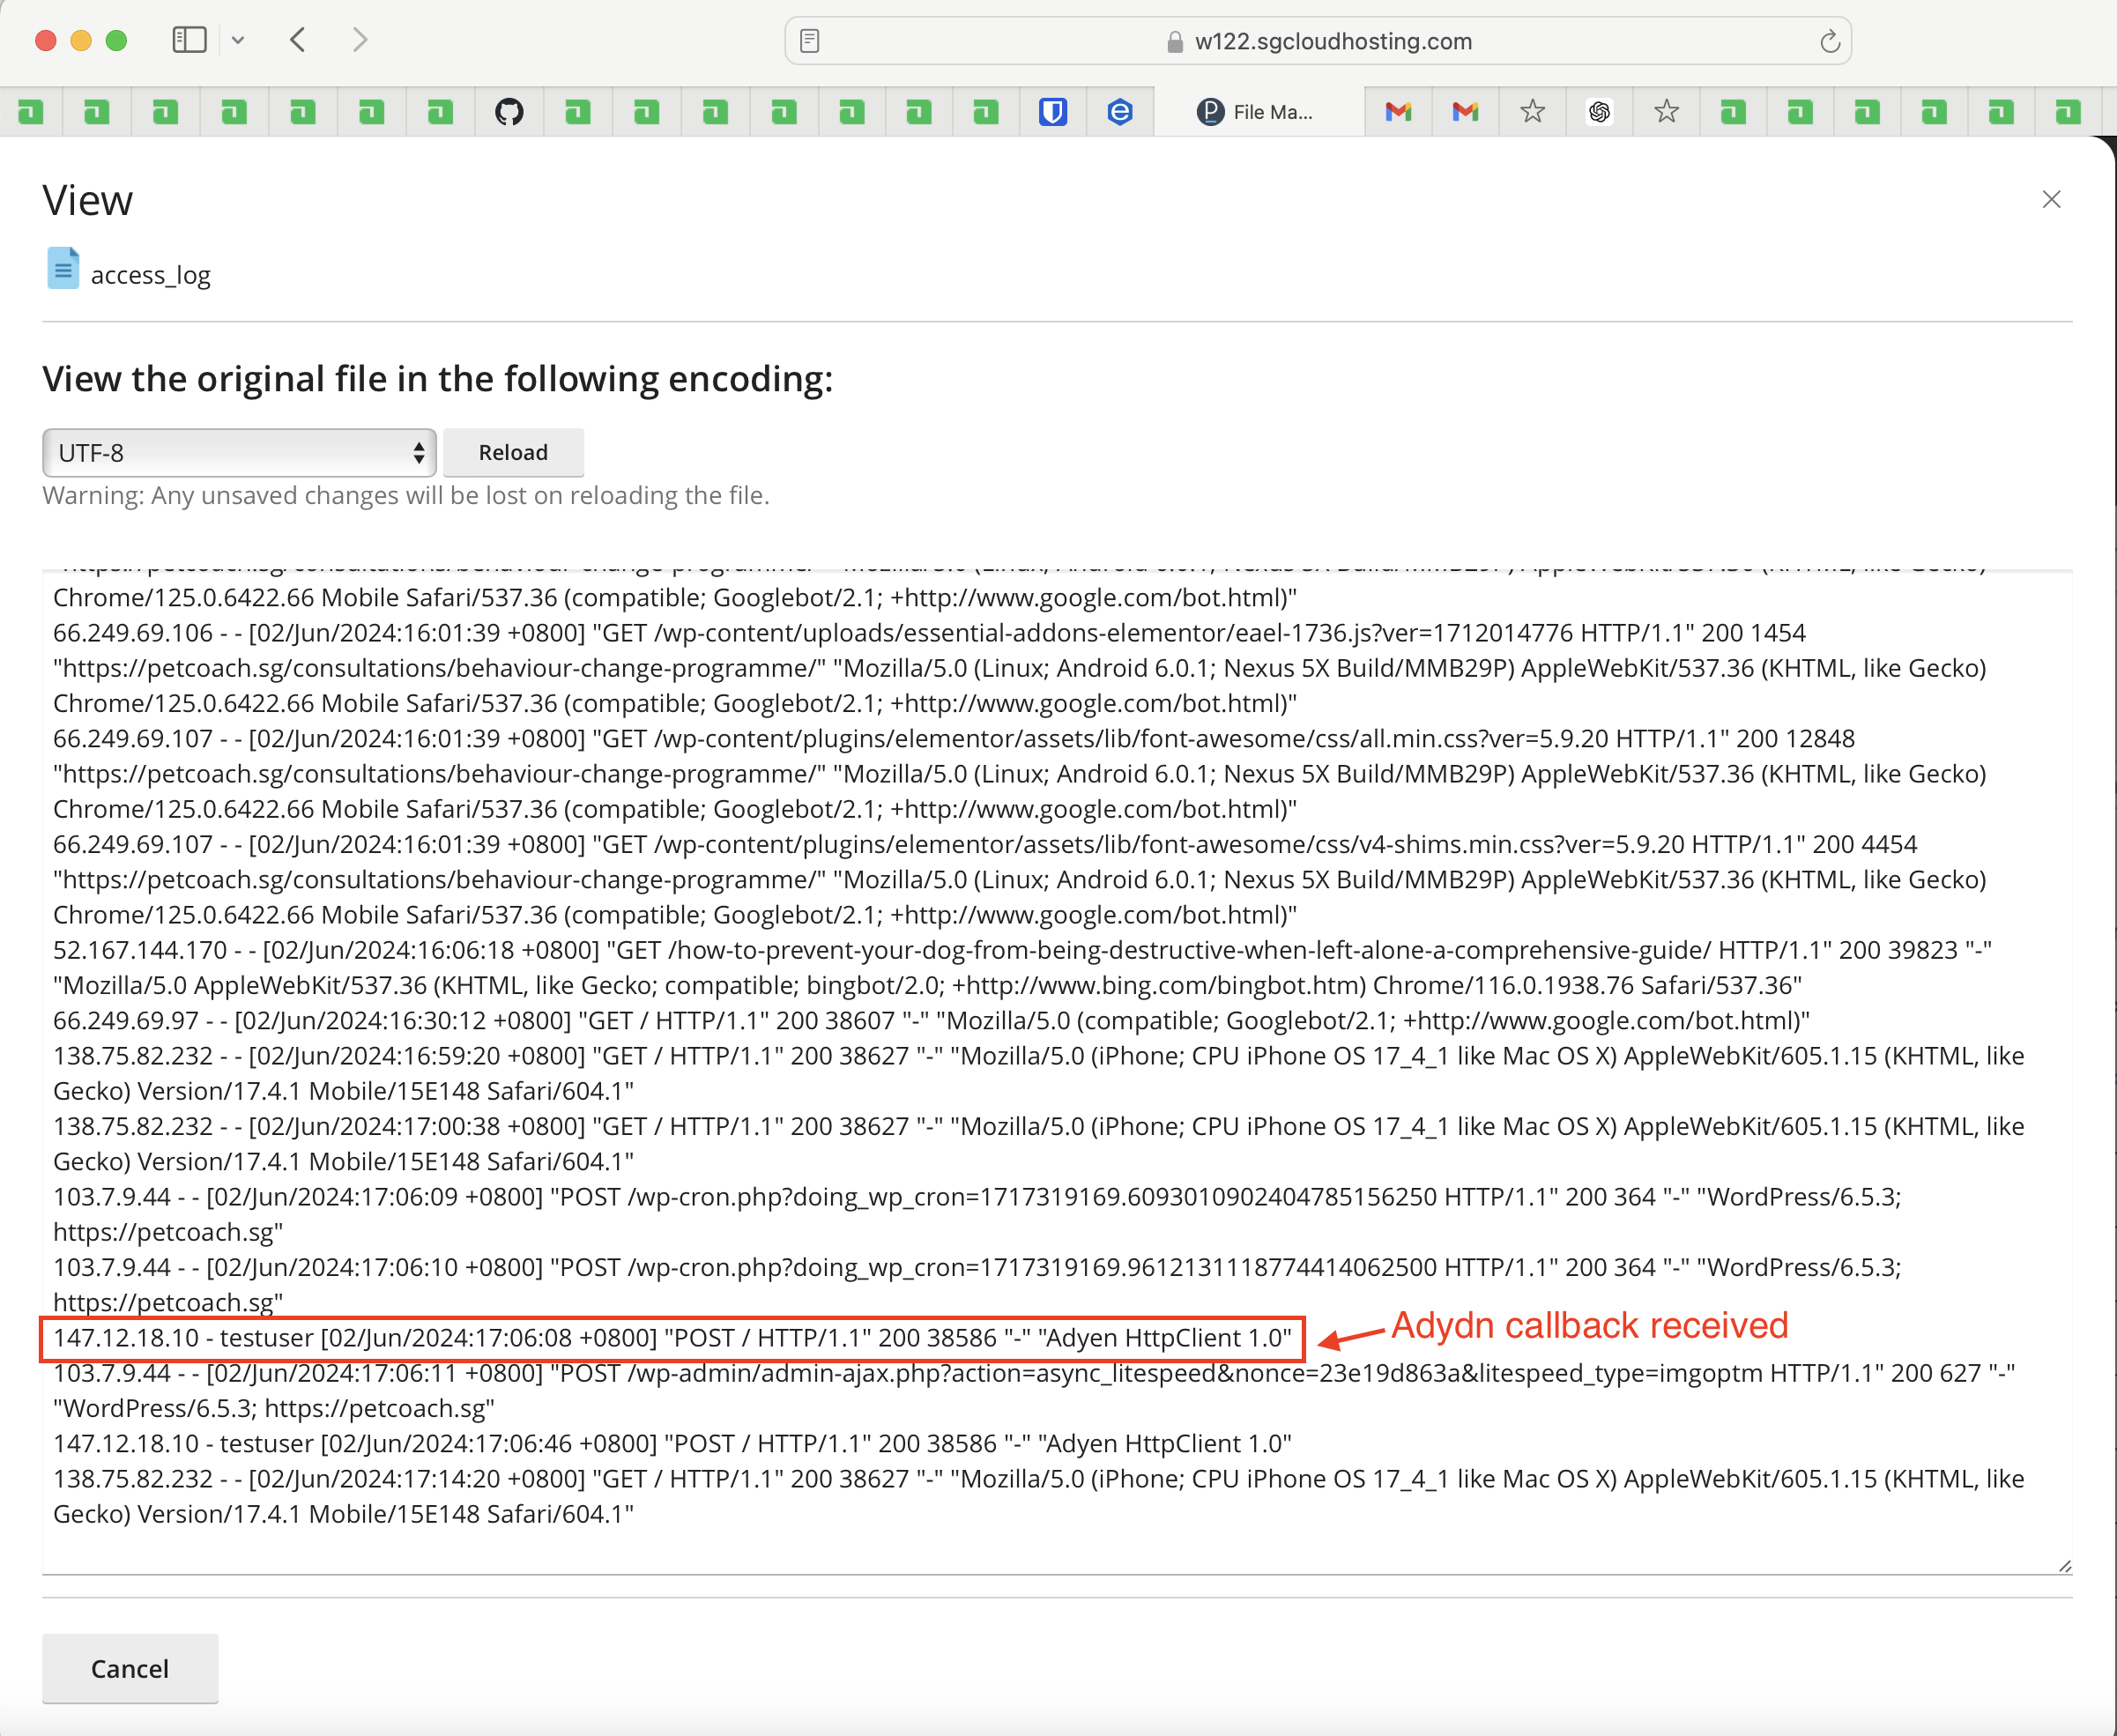 w122.sgcloudhosting.com
File Ma...
View
access_log
View the original file in the following encoding:
UTF-8
Reload
Warning: Any unsaved changes will be lost on reloading the file.
"https://petcoach.sg/consultations/behaviour-change-programme/" "Mozilla/5.0 (Linux; Android 6.0.1; Nexus 5X Build/MMB29P) AppleWebKit/537.36 (KHTML, like Gecko)
Chrome/125.0.6422.66 Mobile Safari/537.36 (compatible; Googlebot/2.1; +http://www.google.com/bot.html)"
66.249.69.106 - - [02/Jun/2024:16:01:39 +0800] "GET /wp-content/uploads/essential-addons-elementor/eael-1736.js?ver=1712014776 HTTP/1.1" 200 1454
"https://petcoach.sg/consultations/behaviour-change-programme/" "Mozilla/5.0 (Linux; Android 6.0.1; Nexus 5X Build/MMB29P) AppleWebKit/537.36 (KHTML, like Gecko)
Chrome/125.0.6422.66 Mobile Safari/537.36 (compatible; Googlebot/2.1; +http://www.google.com/bot.html)"
66.249.69.107 - - [02/Jun/2024:16:01:39 +0800] "GET /wp-content/plugins/elementor/assets/lib/font-awesome/css/all.min.css?ver=5.9.20 HTTP/1.1" 200 12848
"https://petcoach.sg/consultations/behaviour-change-programme/" "Mozilla/5.0 (Linux; Android 6.0.1; Nexus 5X Build/MMB29P) AppleWebKit/537.36 (KHTML, like Gecko)
Chrome/125.0.6422.66 Mobile Safari/537.36 (compatible; Googlebot/2.1; +http://www.google.com/bot.html)"
66.249.69.107 - - [02/Jun/2024:16:01:39 +0800] "GET /wp-content/plugins/elementor/assets/lib/font-awesome/css/v4-shims.min.css?ver=5.9.20 HTTP/1.1" 200 4454
"https://petcoach.sg/consultations/behaviour-change-programme/" "Mozilla/5.0 (Linux; Android 6.0.1; Nexus 5X Build/MMB29P) AppleWebKit/537.36 (KHTML, like Gecko)
Chrome/125.0.6422.66 Mobile Safari/537.36 (compatible; Googlebot/2.1; +http://www.google.com/bot.html)"
52.167.144.170 - - [02/Jun/2024:16:06:18 +0800] "GET /how-to-prevent-your-dog-from-being-destructive-when-left-alone-a-comprehensive-guide/ HTTP/1.1" 200 39823 "-"
"Mozilla/5.0 AppleWebKit/537.36 (KHTML, like Gecko; compatible; bingbot/2.0; +http://www.bing.com/bingbot.htm) Chrome/116.0.1938.76 Safari/537.36"
66.249.69.97 - - [02/Jun/2024:16:30:12 +0800] "GET / HTTP/1.1" 200 38607 "-" "Mozilla/5.0 (compatible; Googlebot/2.1; +http://www.google.com/bot.html)"
138.75.82.232 - - [02/Jun/2024:16:59:20 +0800] "GET / HTTP/1.1" 200 38627 "-" "Mozilla/5.0 (iPhone; CPU iPhone OS 17_4_1 like Mac OS X) AppleWebKit/605.1.15 (KHTML, like
Gecko) Version/17.4.1 Mobile/15E148 Safari/604.1"
138.75.82.232 - - [02/Jun/2024:17:00:38 +0800] "GET / HTTP/1.1" 200 38627 "-" "Mozilla/5.0 (iPhone; CPU iPhone OS 17_4_1 like Mac OS X) AppleWebKit/605.1.15 (KHTML, like
Gecko) Version/17.4.1 Mobile/15E148 Safari/604.1"
103.7.9.44 - - [02/Jun/2024:17:06:09 +0800] "POST /wp-cron.php?doing_wp_cron=1717319169.6093010902404785156250 HTTP/1.1" 200 364 "-" "WordPress/6.5.3;
https://petcoach.sg"
103.7.9.44 - - [02/Jun/2024:17:06:10 +0800] "POST /wp-cron.php?doing_wp_cron=1717319169.9612131118774414062500 HTTP/1.1" 200 364 "-" "WordPress/6.5.3;
https://petcoach.sg"
147.12.18.10 - testuser [02/Jun/2024:17:06:08 +0800] "POST / HTTP/1.1" 200 38586 "-" "Adyen HttpClient 1.0"
Adydn callback received
103.7.9.44 - - [02/Jun/2024:17:06:11 +0800] "POST /wp-admin/admin-ajax.php?action=async_litespeed&nonce=23e19d863a&litespeed_type=imgoptm HTTP/1.1" 200 627 "-"
"WordPress/6.5.3; https://petcoach.sg"
147.12.18.10 - testuser [02/Jun/2024:17:06:46 +0800] "POST / HTTP/1.1" 200 38586 "-" "Adyen HttpClient 1.0"
138.75.82.232 - - [02/Jun/2024:17:14:20 +0800] "GET / HTTP/1.1" 200 38627 "-" "Mozilla/5.0 (iPhone; CPU iPhone OS 17_4_1 like Mac OS X) AppleWebKit/605.1.15 (KHTML, like
Gecko) Version/17.4.1 Mobile/15E148 Safari/604.1"
Cancel